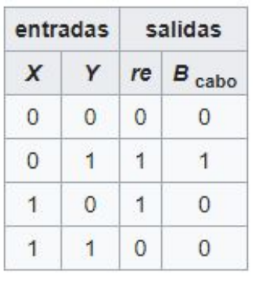 entradas salidas
X Y re B cabo
0 0 0 0
0 1 1 1
1 0 1 0
1 1 0 0